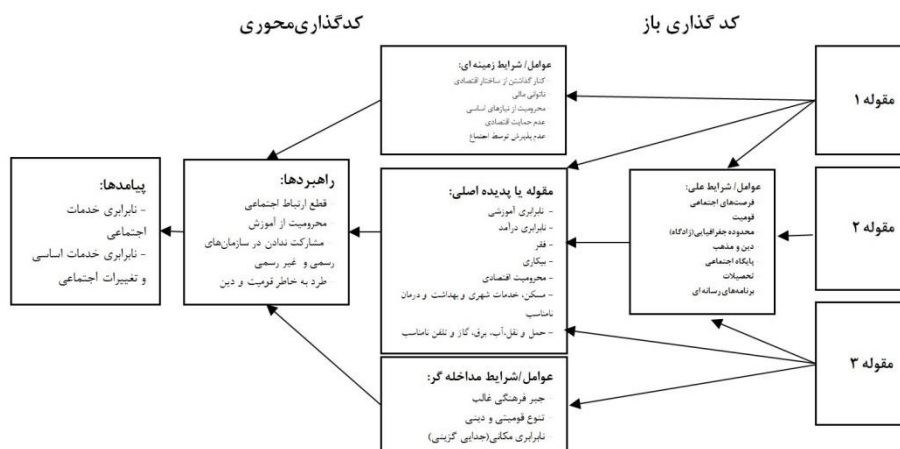 کد گذاری باز
کدگذاری‌محوری
مقوله ۱
مقوله ۲
مقوله ۳
عوامل/ شرایط علی:
فرصت‌های اجتماعی
قومیت
محدوده جغرافیایی(زادگاه)
دین و مذهب
پایگاه اجتماعی
تحصیلات
برنامه‌های رسانه ای
عوامل/ شرایط زمینه ای:
کنار گذاشتن از ساختار اقتصادی
ناتوانی مالی
محرومیت از نیازهای اساسی
عدم حمایت اقتصادی
عدم پذیرش توسط اجتماع
مقوله یا پدیده اصلی:
- نابرابری آموزشی
- نابرابری درآمد
- فقر
- بیکاری
- محرومیت اقتصادی
- مسکن، خدمات شهری و بهداشت و درمان
نامناسب
- حمل و نقل،آب، برق، گاز و تلفن نامناسب
عوامل/شرایط مداخله گر:
جبر فرهنگی غالب
تنوع قومیتی و دینی
نابرابری مکانی(جدایی گزینی)
راهبردها:
قطع ارتباط اجتماعی
محرومیت از آموزش
مشارکت ندادن در سازمان‌های
رسمی و غیر رسمی
طرد به خاطر قومیت و دین
پیامدها:
- نابرابری خدمات
اجتماعی
- نابرابری خدمات اساسی
و تغییرات اجتماعی